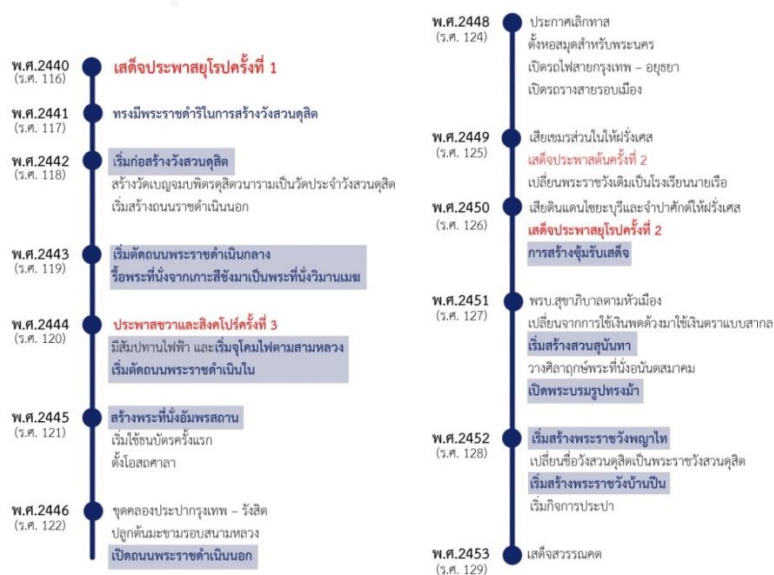 พ.ศ.2440
(ร.ศ. 116)
เสด็จประพาสยุโรปครั้งที่ 1
พ.ศ.2441
(ร.ศ. 117)
ทรงมีพระราชดำริในการสร้างวังสวนดุสิต
พ.ศ.2442
(ร.ศ. 118)
เริ่มก่อสร้างวังสวนดุสิต
สร้างวัดเบญจมบพิตรดุสิตวนารามเป็นวัดประจำวังสวนดุสิต
เริ่มสร้างถนนราชดำเนินนอก
พ.ศ.2443
(ร.ศ. 119)
เริ่มตัดถนนพระราชดำเนินกลาง
รื้อพระที่นั่งจากเกาะสีชังมาเป็นพระที่นั่งวิมานเมฆ
พ.ศ.2444
(ร.ศ. 120)
ประพาสชวาและสิงคโปร์ครั้งที่ 3
มีสัมปทานไฟฟ้า และเริ่มจุโคมไฟตามสามหลวง
เริ่มตัดถนนพระราชดำเนินใน
พ.ศ.2445
(ร.ศ. 121)
สร้างพระที่นั่งอัมพรสถาน
เริ่มใช้ธนบัตรครั้งแรก
ตั้งโอสถศาลา
พ.ศ.2446
(ร.ศ. 122)
ขุดคลองประปากรุงเทพ – รังสิต
ปลูกต้นมะขามรอบสนามหลวง
เปิดถนนพระราชดำเนินนอก
พ.ศ.2448
(ร.ศ. 124)
ประกาศเลิกทาส
ตั้งหอสมุดสำหรับพระนคร
เปิดรถไฟสายกรุงเทพ – อยุธยา
เปิดรถรางสายรอบเมือง
พ.ศ.2449
(ร.ศ. 125)
เสียเขมรส่วนในให้ฝรั่งเศส
เสด็จประพาสต้นครั้งที่ 2
เปลี่ยนพระราชวังเดิมเป็นโรงเรียนนายเรือ
พ.ศ.2450
(ร.ศ. 126)
เสียดินแดนไซยะบุรีและจำปาศักดิ์ให้ฝรั่งเศส
เสด็จประพาสยุโรปครั้งที่ 2
การสร้างซุ้มรับเสด็จ
พ.ศ.2451
(ร.ศ. 127)
พรบ.สุขาภิบาลตามหัวเมือง
เปลี่ยนจากการใช้เงินพดด้วงมาใช้เงินตราแบบสากล
เริ่มสร้างสวนสุนันทา
วางศิลาฤกษ์พระที่นั่งอนันตสมาคม
เปิดพระบรมรูปทรงม้า
พ.ศ.2452
(ร.ศ. 128)
เริ่มสร้างพระราชวังพญาไท
เปลี่ยนชื่อวังสวนดุสิตเป็นพระราชวังสวนดุสิต
เริ่มสร้างพระราชวังบ้านปืน
เริ่มกิจการประปา
พ.ศ.2453
(ร.ศ. 129)
เสด็จสวรรณคต